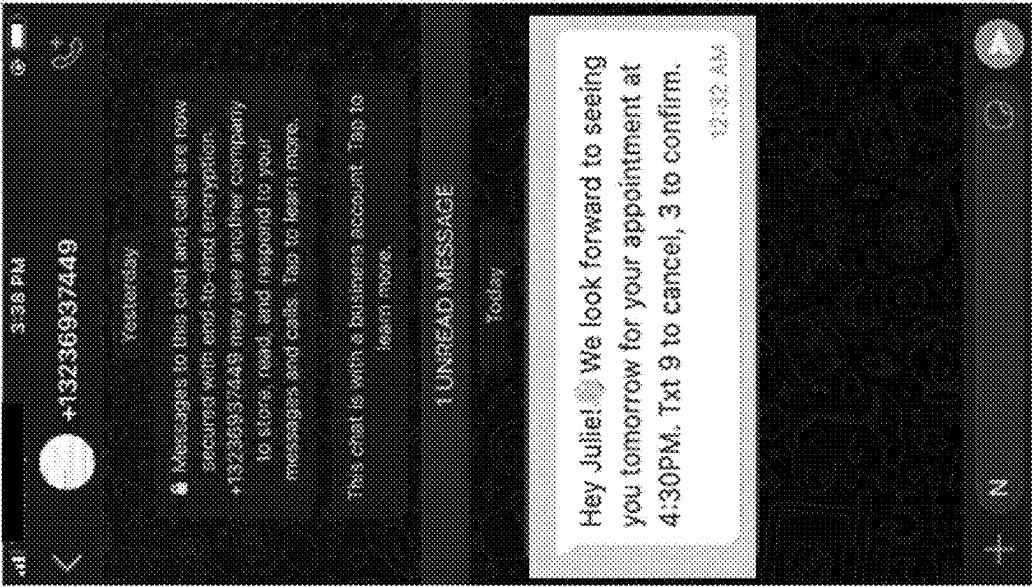 3:38 PM
+13236937449
Yesterday
Messages to this chat and calls are now
secured with end-to-end encryption.
+13236937449 may use another company
to store, read, and respond to your
messages and calls. Tap to learn more.
This chat is with a business account. Tap to
learn more.
1 UNREAD MESSAGE
Today
Hey Julie! We look forward to seeing
you tomorrow for your appointment at
4:30PM. Txt 9 to cancel, 3 to confirm.
12:32 AM
N